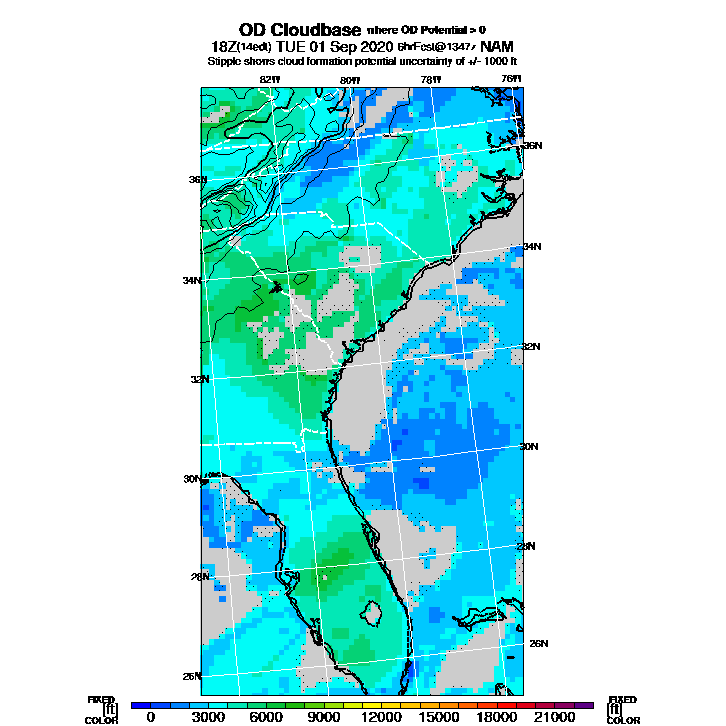 OD Cloudbase where OD Potential > 0
18Z(14edt) TUE 01 Sep 2020 6hrFcst@1347z NAM
Stipple shows cloud formation potential uncertainty of +/- 1000 ft
82W 80W 78W 76W
36N 36N
34N 34N
32N 32N
30N 30N
28N 28N
26N 26N
FIXED FIXED
[ft] [ft]
COLOR 0 3000 6000 9000 12000 15000 18000 21000 COLOR